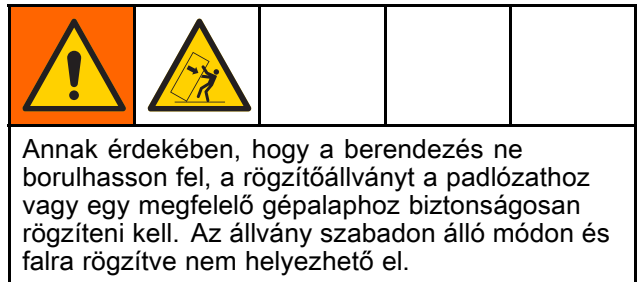 Annak érdekében, hogy a berendezés ne
borulhasson fel, a rögzítőállványt a padlózathoz
vagy egy megfelelő gépalaphoz biztonságosan
rögzíteni kell. Az állvány szabadon álló módon és
falra rögzítve nem helyezhető el.